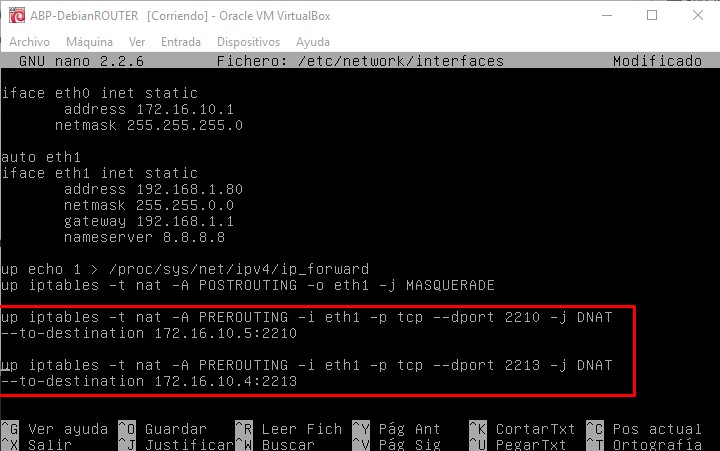 ABP-DebianROUTER [Corriendo] - Oracle VM VirtualBox
Archivo Máquina Ver Entrada Dispositivos Ayuda
GNU nano 2.2.6 Fichero: /etc/network/interfaces Modificado
iface eth0 inet static
address 172.16.10.1
netmask 255.255.255.0
auto eth1
iface eth1 inet static
address 192.168.1.80
netmask 255.255.0.0
gateway 192.168.1.1
nameserver 8.8.8.8
up echo 1 > /proc/sys/net/ipv4/ip_forward
up iptables -t nat -A POSTROUTING -o eth1 -j MASQUERADE
up iptables -t nat -A PREROUTING -i eth1 -p tcp --dport 2210 -j DNAT
--to-destination 172.16.10.5:2210
up iptables -t nat -A PREROUTING -i eth1 -p tcp --dport 2213 -j DNAT
--to-destination 172.16.10.4:2213
^G Ver ayuda ^O Guardar ^R Leer Fich ^Y Pág Ant ^K CortarTxt ^C Pos actual
^X Salir ^J Justificar ^W Buscar ^V Pág Sig ^U PegarTxt ^T Ortografía